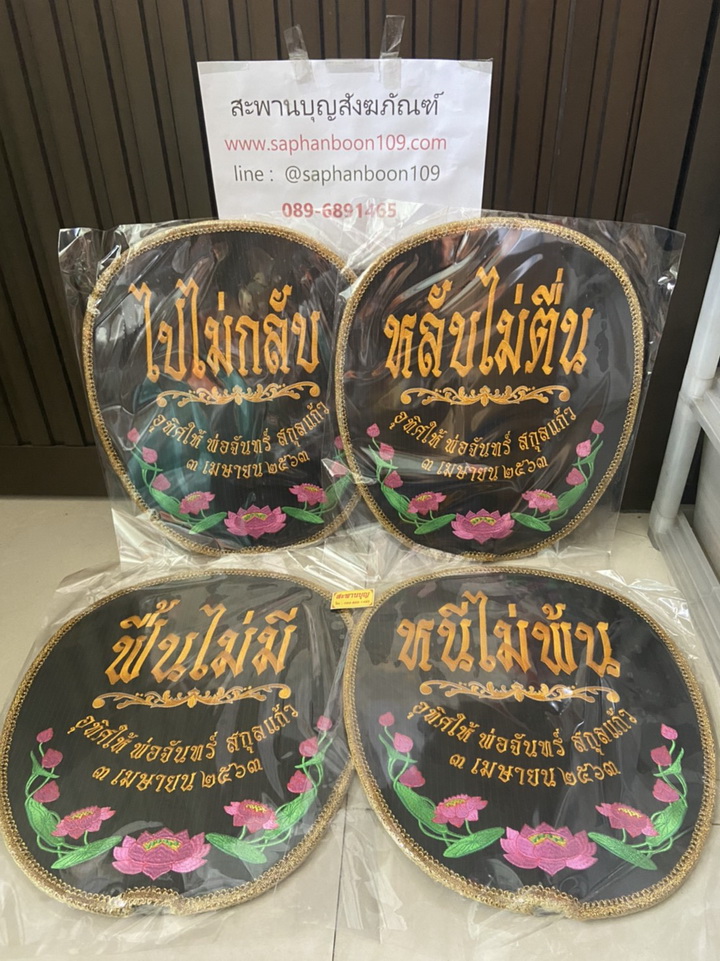 สะพานบุญสังฆภัณฑ์
www.saphanboon109.com
line : @saphanboon109
089-6891465
ไปไม่กลับ
อุทิศให้ พ่อจันทร์ สกุลแก้ว
๓ เมษายน ๒๕๖๓
หลับไม่ตื่น
อุทิศให้ พ่อจันทร์ สกุลแก้ว
๓ เมษายน ๒๕๖๓
สะพานบุญ
ฟื้นไม่มี
อุทิศให้ พ่อจันทร์ สกุลแก้ว
๓ เมษายน ๒๕๖๓
หนีไม่พ้น
อุทิศให้ พ่อจันทร์ สกุลแก้ว
๓ เมษายน ๒๕๖๓